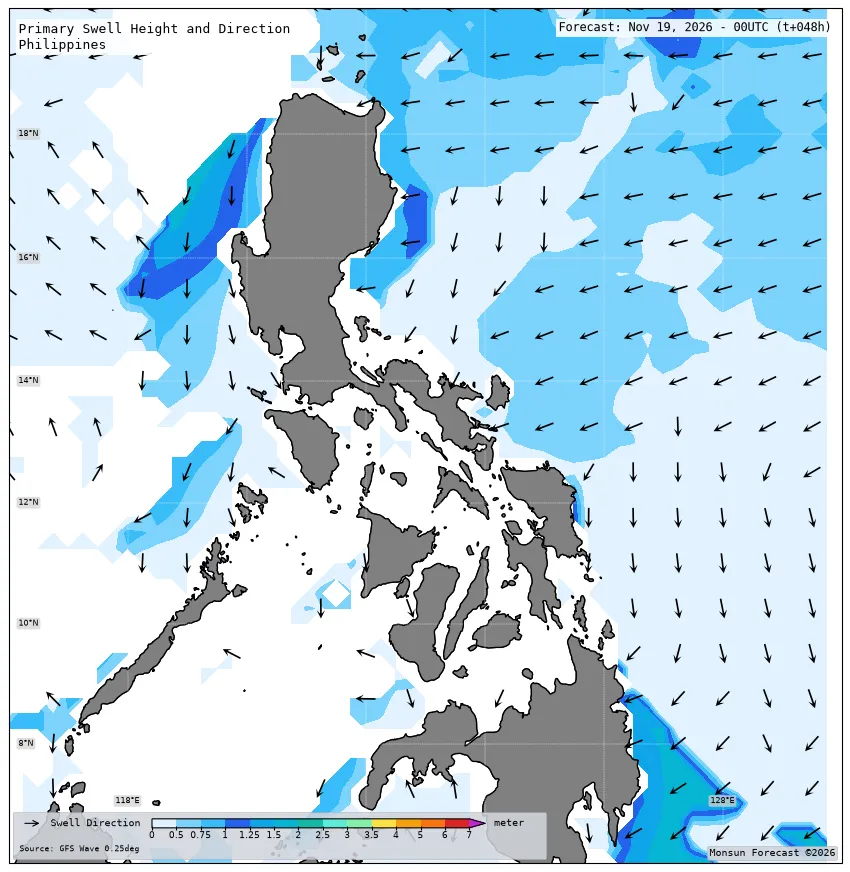 Primary Swell Height and Direction
Philippines
Forecast: Nov 19, 2026 - 00UTC (t+048h)
18°N
16°N
14°N
12°N
10°N
8°N
118°E
128°E
Swell Direction
0 0.5 0.75 1 1.25 1.5 2 2.5 3 3.5 4 5 6 7
meter
Source: GFS Wave 0.25deg
Monsun Forecast ©2026